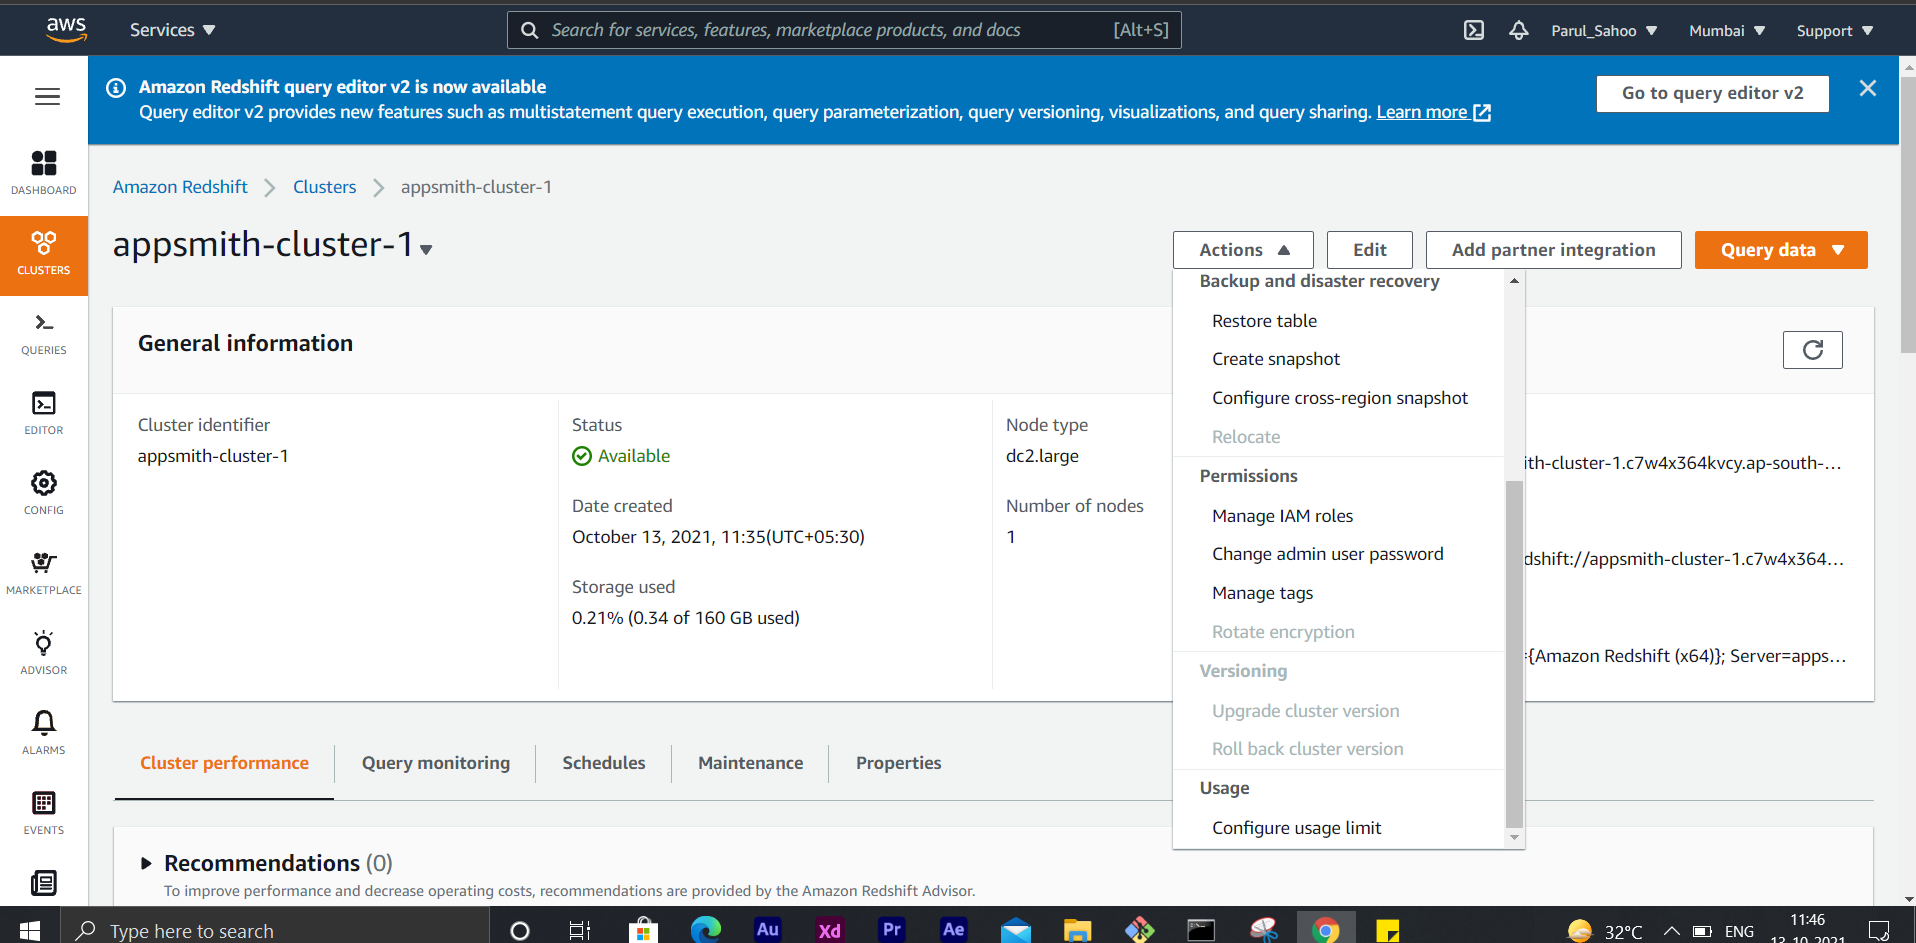 aws
Services
Search for services, features, marketplace products, and docs
[Alt+S]
Parul_Sahoo
Mumbai
Support
Amazon Redshift query editor v2 is now available
Query editor v2 provides new features such as multistatement query execution, query parameterization, query versioning, visualizations, and query sharing. Learn more
Go to query editor v2
DASHBOARD
CLUSTERS
QUERIES
EDITOR
CONFIG
MARKETPLACE
ADVISOR
ALARMS
EVENTS
Amazon Redshift
Clusters
appsmith-cluster-1
appsmith-cluster-1
Actions
Edit
Add partner integration
Query data
Backup and disaster recovery
Restore table
Create snapshot
Configure cross-region snapshot
Relocate
Permissions
Manage IAM roles
Change admin user password
Manage tags
Rotate encryption
Versioning
Upgrade cluster version
Roll back cluster version
Usage
Configure usage limit
General information
Cluster identifier
appsmith-cluster-1
Status
Available
Date created
October 13, 2021, 11:35(UTC+05:30)
Storage used
0.21% (0.34 of 160 GB used)
Node type
dc2.large
Number of nodes
1
ith-cluster-1.c7w4x364kvcy.ap-south-...
dshift://appsmith-cluster-1.c7w4x364...
={Amazon Redshift (x64)}; Server=apps...
Cluster performance
Query monitoring
Schedules
Maintenance
Properties
Recommendations (0)
To improve performance and decrease operating costs, recommendations are provided by the Amazon Redshift Advisor.
Type here to search
Au
Xd
Pr
Ae
32°C
ENG
11:46
13-10-2021